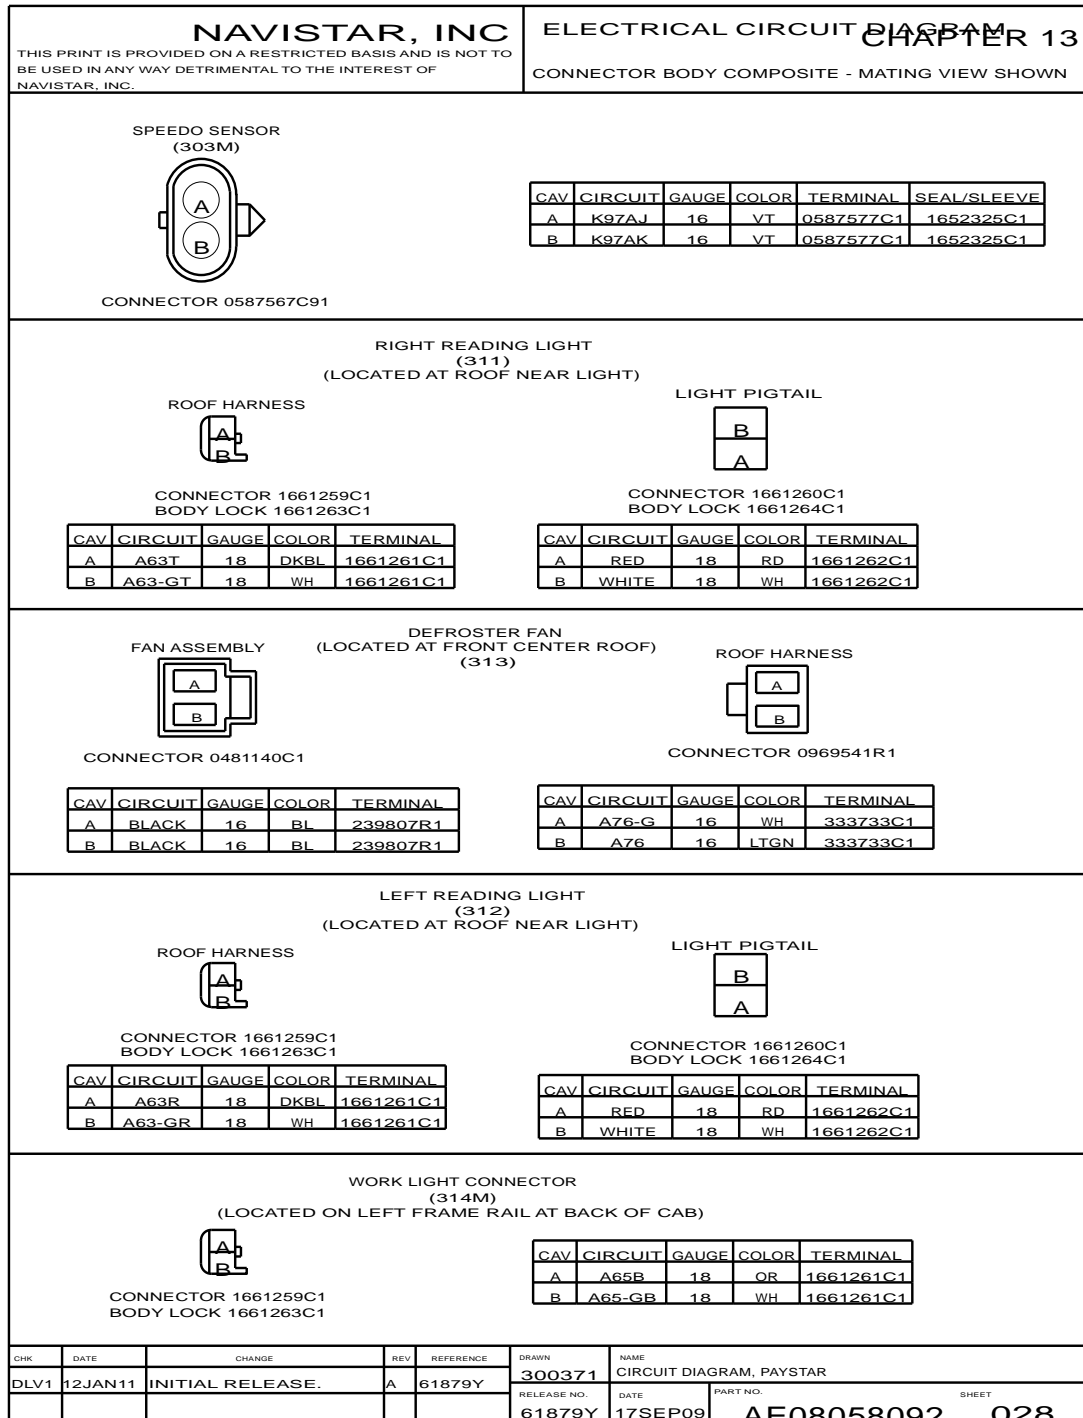 NAVISTAR, INC
THIS PRINT IS PROVIDED ON A RESTRICTED BASIS AND IS NOT TO
BE USED IN ANY WAY DETRIMENTAL TO THE INTEREST OF
NAVISTAR, INC.
ELECTRICAL CIRCUIT DIAGRAM
CHAPTER 13
CONNECTOR BODY COMPOSITE - MATING VIEW SHOWN
SPEEDO SENSOR
(303M)
A
B
CONNECTOR 0587567C91
CAV CIRCUIT GAUGE COLOR TERMINAL SEAL/SLEEVE
A K97AJ 16 VT 0587577C1 1652325C1
B K97AK 16 VT 0587577C1 1652325C1
RIGHT READING LIGHT
(311)
(LOCATED AT ROOF NEAR LIGHT)
ROOF HARNESS
A
B
CONNECTOR 1661259C1
BODY LOCK 1661263C1
CAV CIRCUIT GAUGE COLOR TERMINAL
A A63T 18 DKBL 1661261C1
B A63-GT 18 WH 1661261C1
LIGHT PIGTAIL
B
A
CONNECTOR 1661260C1
BODY LOCK 1661264C1
CAV CIRCUIT GAUGE COLOR TERMINAL
A RED 18 RD 1661262C1
B WHITE 18 WH 1661262C1
DEFROSTER FAN
(LOCATED AT FRONT CENTER ROOF)
(313)
FAN ASSEMBLY
A
B
CONNECTOR 0481140C1
CAV CIRCUIT GAUGE COLOR TERMINAL
A BLACK 16 BL 239807R1
B BLACK 16 BL 239807R1
ROOF HARNESS
A
B
CONNECTOR 0969541R1
CAV CIRCUIT GAUGE COLOR TERMINAL
A A76-G 16 WH 333733C1
B A76 16 LTGN 333733C1
LEFT READING LIGHT
(312)
(LOCATED AT ROOF NEAR LIGHT)
ROOF HARNESS
A
B
CONNECTOR 1661259C1
BODY LOCK 1661263C1
CAV CIRCUIT GAUGE COLOR TERMINAL
A A63R 18 DKBL 1661261C1
B A63-GR 18 WH 1661261C1
LIGHT PIGTAIL
B
A
CONNECTOR 1661260C1
BODY LOCK 1661264C1
CAV CIRCUIT GAUGE COLOR TERMINAL
A RED 18 RD 1661262C1
B WHITE 18 WH 1661262C1
WORK LIGHT CONNECTOR
(314M)
(LOCATED ON LEFT FRAME RAIL AT BACK OF CAB)
A
B
CONNECTOR 1661259C1
BODY LOCK 1661263C1
CAV CIRCUIT GAUGE COLOR TERMINAL
A A65B 18 OR 1661261C1
B A65-GB 18 WH 1661261C1
CHK DATE CHANGE REV REFERENCE
DLV1 12JAN11 INITIAL RELEASE. A 61879Y
DRAWN
300371
NAME
CIRCUIT DIAGRAM, PAYSTAR
RELEASE NO.
61879Y
DATE
17SEP09
PART NO.
AE08058092
SHEET
028